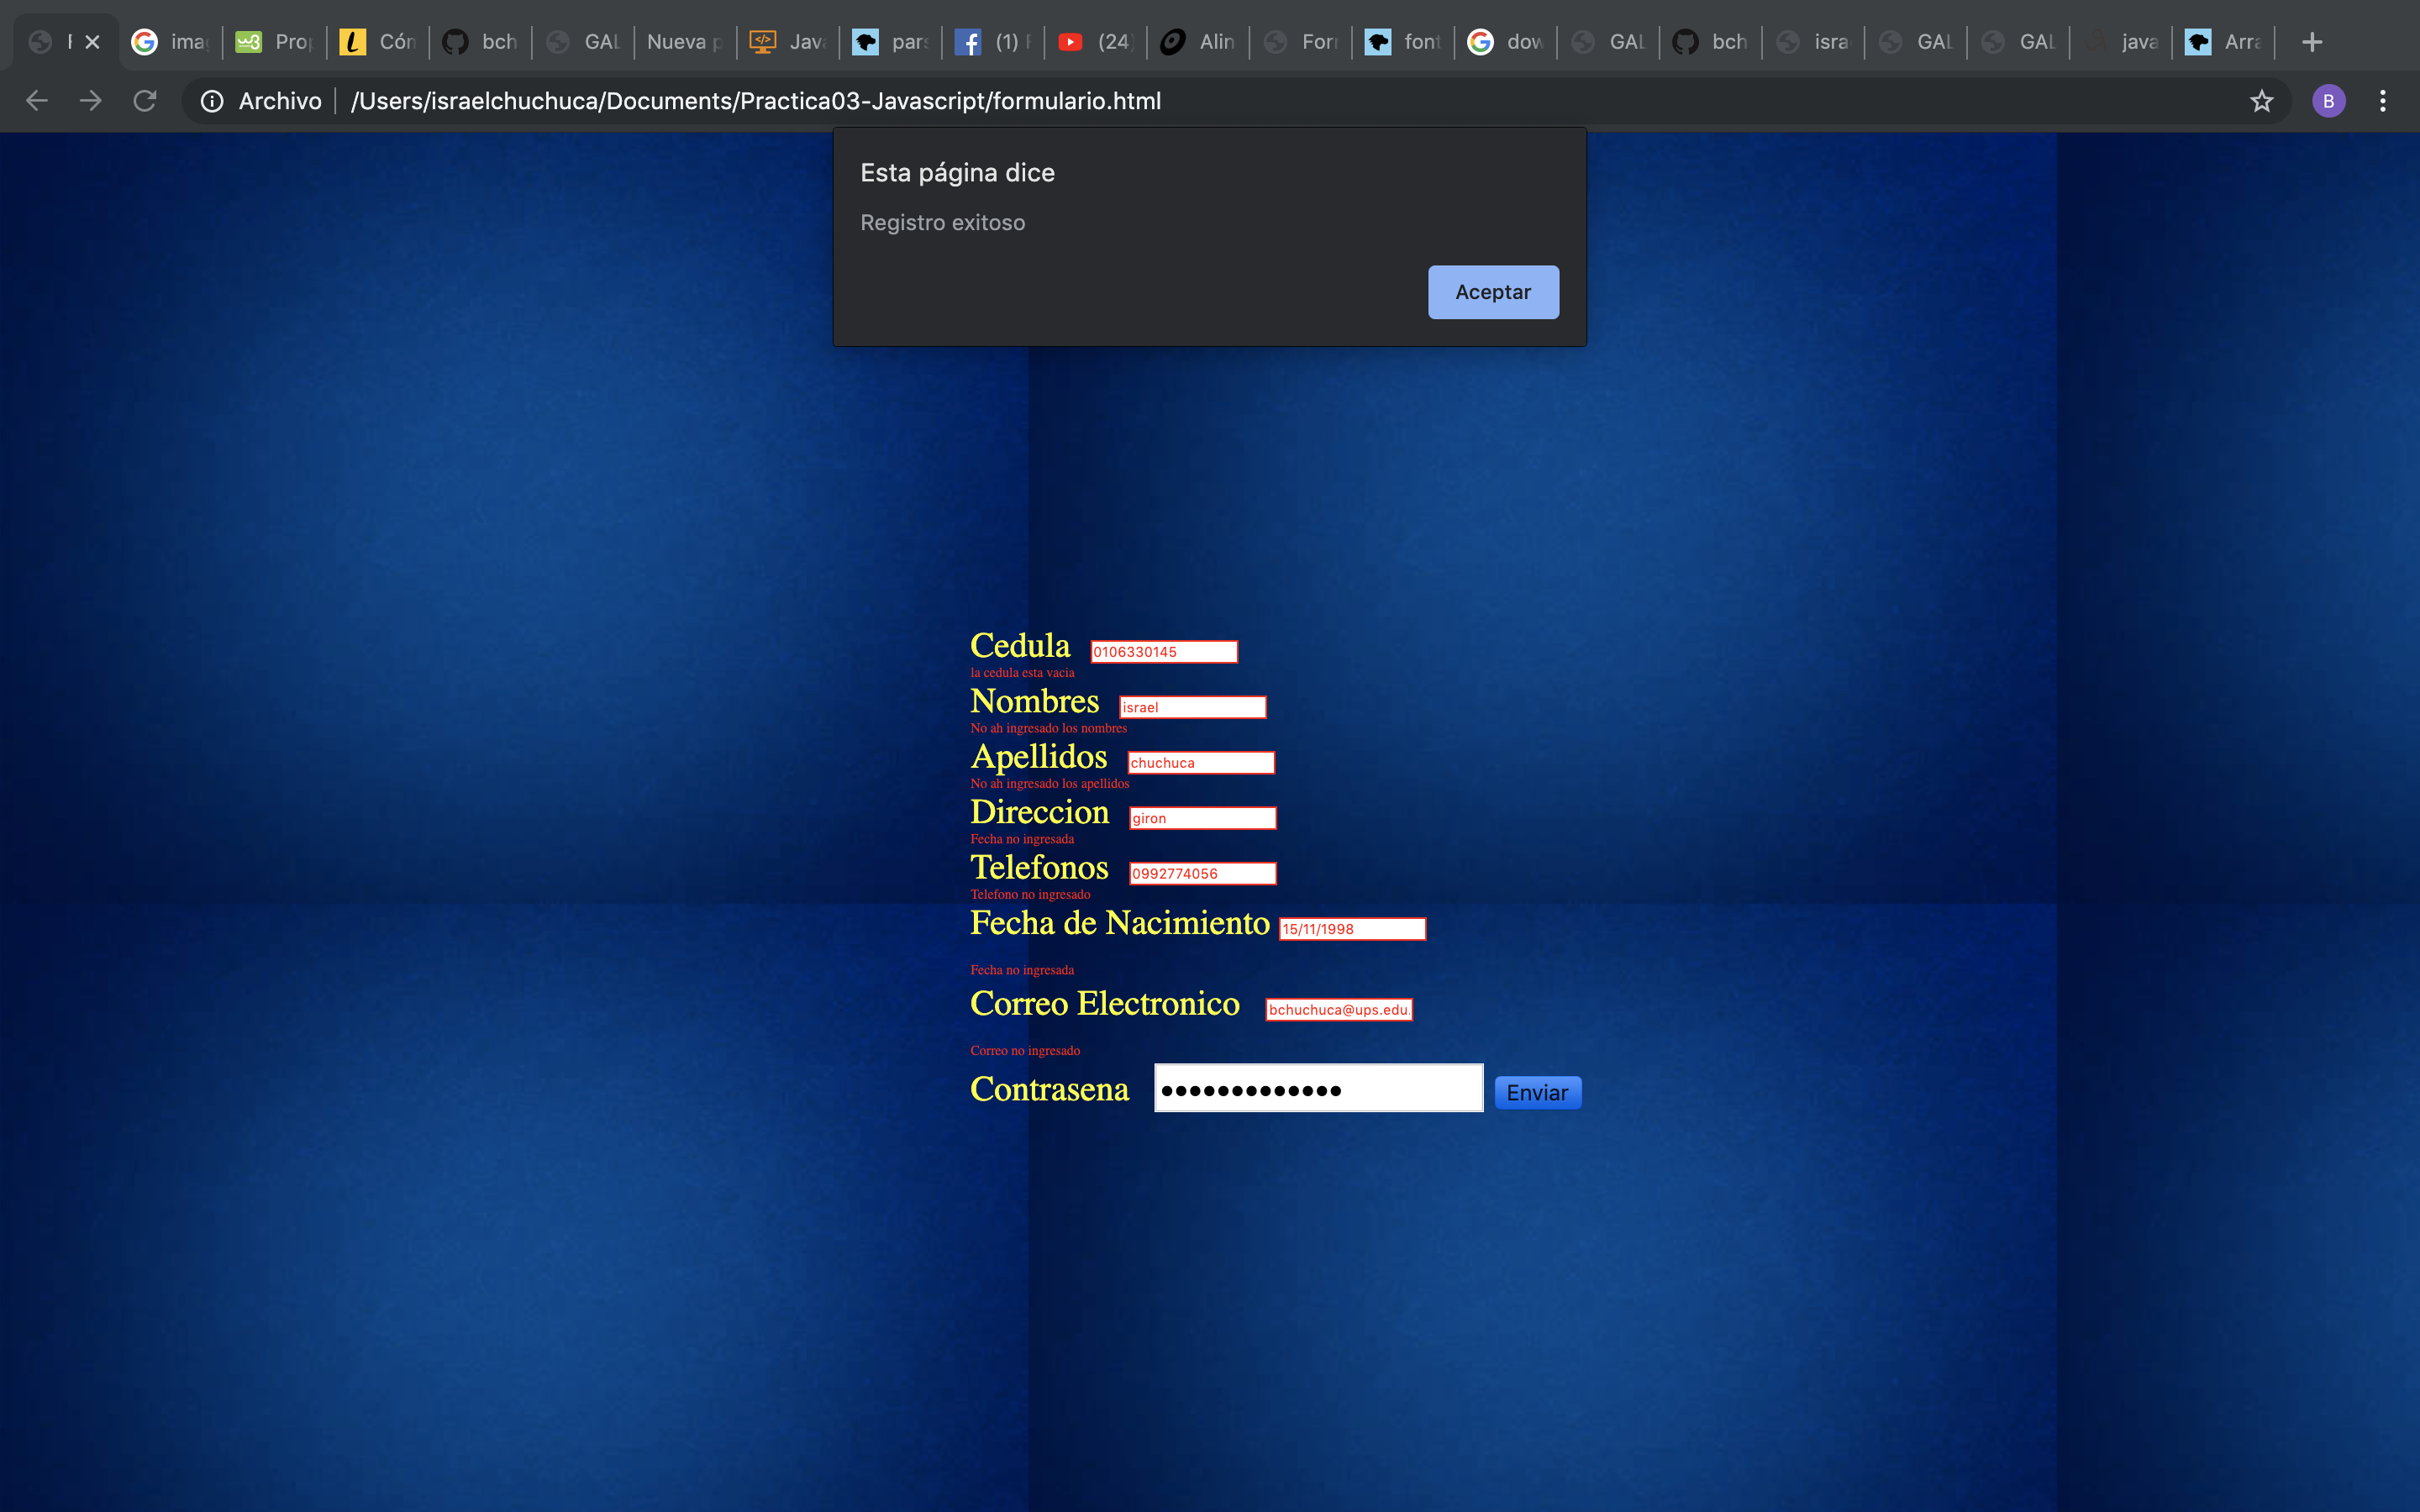 ima
Pro
Cón
bch
GAL
Nueva p
Java
pars
(1) F
(24)
Alin
Forr
font
dow
GAL
bch
isra
GAL
GAL
java
Arra
Archivo /Users/israelchuchuca/Documents/Practica03-Javascript/formulario.html B
Esta página dice
Registro exitoso
Aceptar
Cedula 0106330145
la cedula esta vacia
Nombres israel
No ah ingresado los nombres
Apellidos chuchuca
No ah ingresado los apellidos
Direccion giron
Fecha no ingresada
Telefonos 0992774056
Telefono no ingresado
Fecha de Nacimiento 15/11/1998
Fecha no ingresada
Correo Electronico bchuchuca@ups.edu.
Correo no ingresado
Contrasena ••••••••••••• Enviar